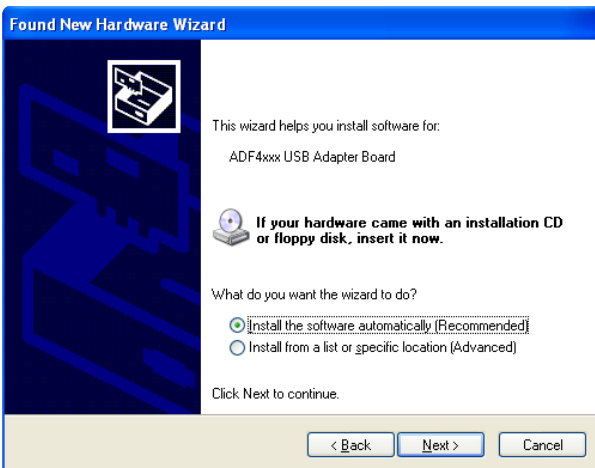 Found New Hardware Wizard
This wizard helps you install software for:
ADF4xxx USB Adapter Board
If your hardware came with an installation CD
or floppy disk, insert it now.
What do you want the wizard to do?
Install the software automatically (Recommended)
Install from a list or specific location (Advanced)
Click Next to continue.
< Back
Next >
Cancel